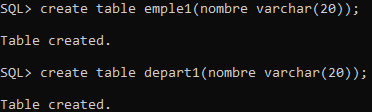 SQL> create table emple1(nombre varchar(20));
Table created.
SQL> create table depart1(nombre varchar(20));
Table created.